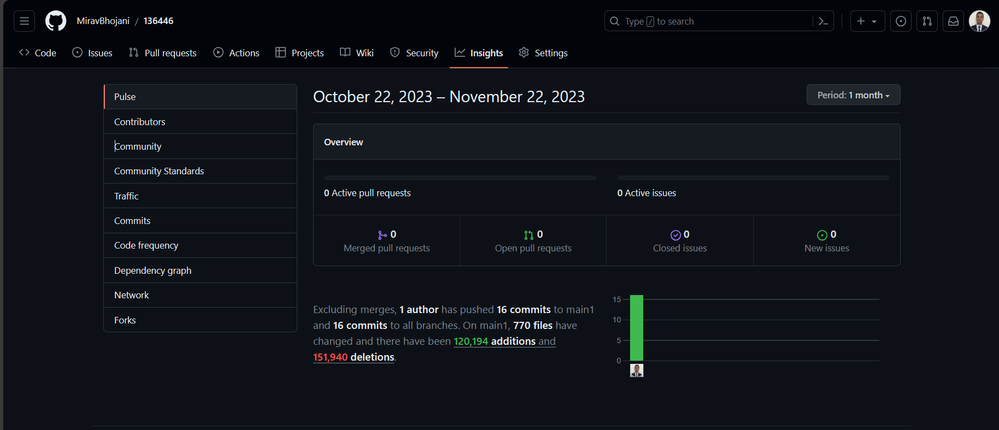 MiravBhojani / 136446
Type / to search
Code Issues Pull requests Actions Projects Wiki Security Insights Settings
Pulse
Contributors
Community
Community Standards
Traffic
Commits
Code frequency
Dependency graph
Network
Forks
October 22, 2023 – November 22, 2023
Period: 1 month
Overview
0 Active pull requests
0 Active issues
0
Merged pull requests
0
Open pull requests
0
Closed issues
0
New issues
Excluding merges, 1 author has pushed 16 commits to main1
and 16 commits to all branches. On main1, 770 files have
changed and there have been 120,194 additions and
151,940 deletions.
15
10
5
0